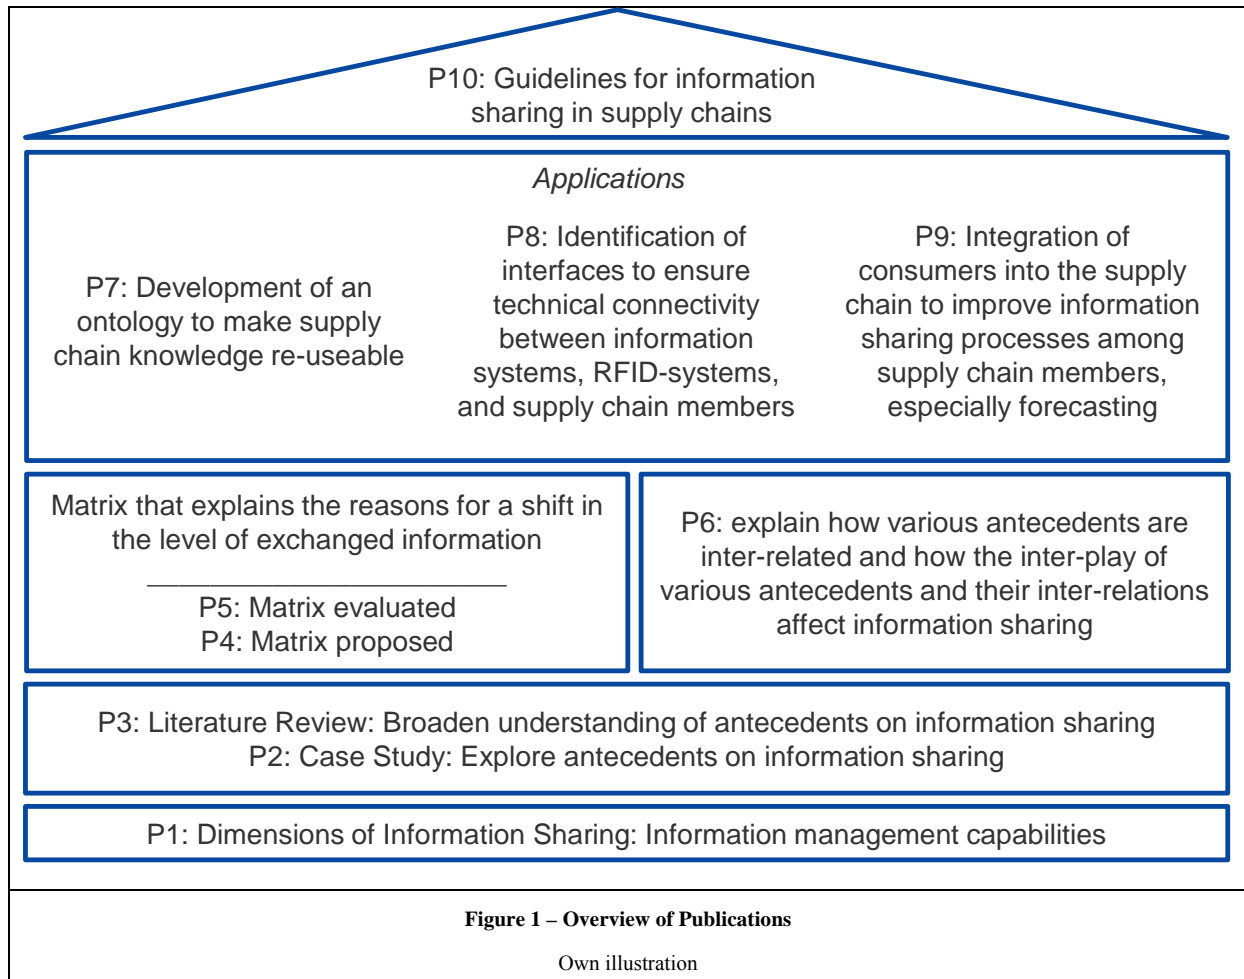 P10: Guidelines for information
sharing in supply chains
Applications
P7: Development of an
ontology to make supply
chain knowledge re-useable
P8: Identification of
interfaces to ensure
technical connectivity
between information
systems, RFID-systems,
and supply chain members
P9: Integration of
consumers into the supply
chain to improve information
sharing processes among
supply chain members,
especially forecasting
Matrix that explains the reasons for a shift in
the level of exchanged information
________________________
P5: Matrix evaluated
P4: Matrix proposed
P6: explain how various antecedents are
inter-related and how the inter-play of
various antecedents and their inter-relations
affect information sharing
P3: Literature Review: Broaden understanding of antecedents on information sharing
P2: Case Study: Explore antecedents on information sharing
P1: Dimensions of Information Sharing: Information management capabilities
Figure 1 – Overview of Publications
Own illustration